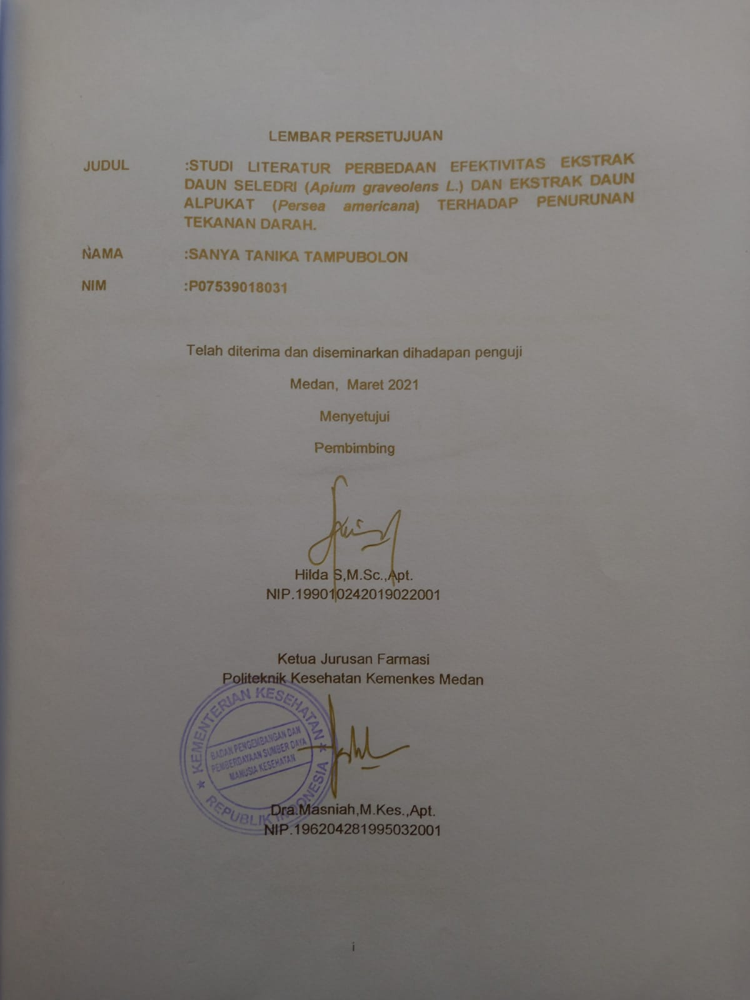 LEMBAR PERSETUJUAN
JUDUL :STUDI LITERATUR PERBEDAAN EFEKTIVITAS EKSTRAK
DAUN SELEDRI (Apium graveolens L.) DAN EKSTRAK DAUN
ALPUKAT (Persea americana) TERHADAP PENURUNAN
TEKANAN DARAH.
NAMA :SANYA TANIKA TAMPUBOLON
NIM :P07539018031
Telah diterima dan diseminarkan dihadapan penguji
Medan, Maret 2021
Menyetujui
Pembimbing
Hilda S,M.Sc.,Apt.
NIP.199010242019022001
Ketua Jurusan Farmasi
Politeknik Kesehatan Kemenkes Medan
KEMENTERIAN KESEHATAN
BADAN PENGEMBANGAN DAN
PEMBERDAYAAN SUMBER DAYA
MANUSIA KESEHATAN
REPUBLIK INDONESIA
Dra.Masniah,M.Kes.,Apt.
NIP.196204281995032001
i